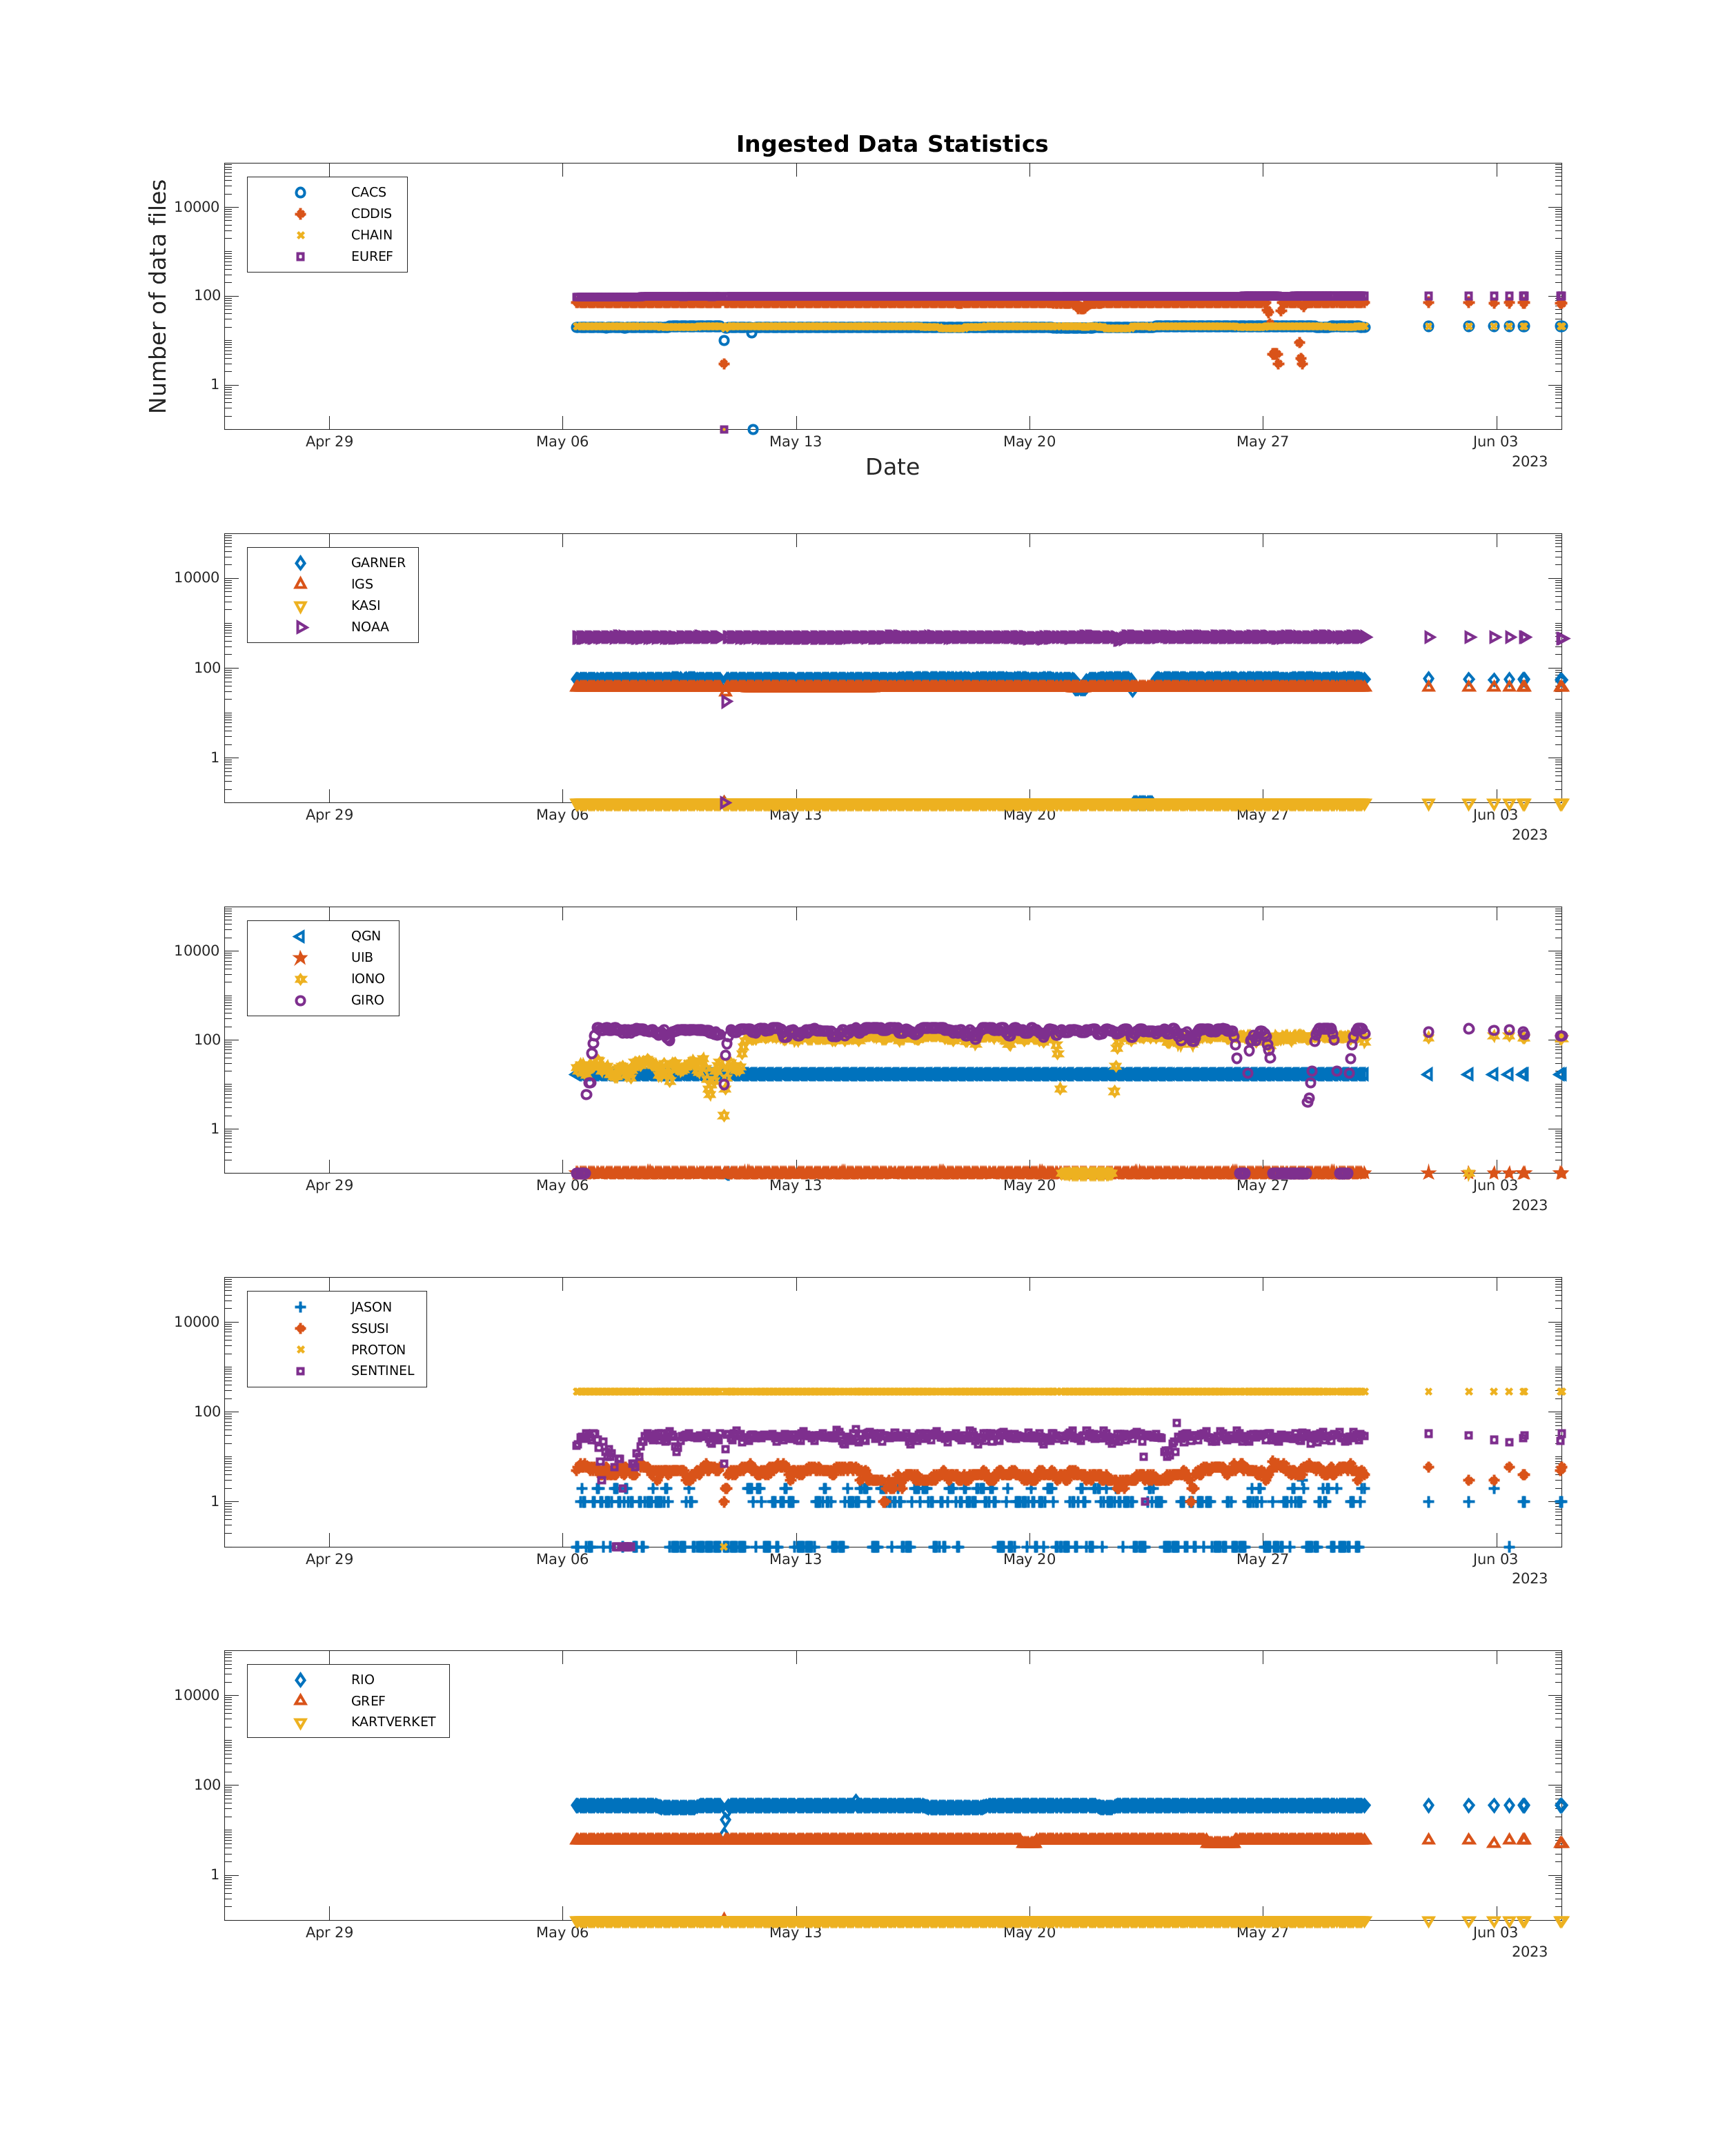 Ingested Data Statistics
Number of data files
CACS
CDDIS
CHAIN
EUREF
10000
100
1
Apr 29 May 06 May 13 May 20 May 27 Jun 03
2023
Date
GARNER
IGS
KASI
NOAA
10000
100
1
Apr 29 May 06 May 13 May 20 May 27 Jun 03
2023
QGN
UIB
IONO
GIRO
10000
100
1
Apr 29 May 06 May 13 May 20 May 27 Jun 03
2023
JASON
SSUSI
PROTON
SENTINEL
10000
100
1
Apr 29 May 06 May 13 May 20 May 27 Jun 03
2023
RIO
GREF
KARTVERKET
10000
100
1
Apr 29 May 06 May 13 May 20 May 27 Jun 03
2023